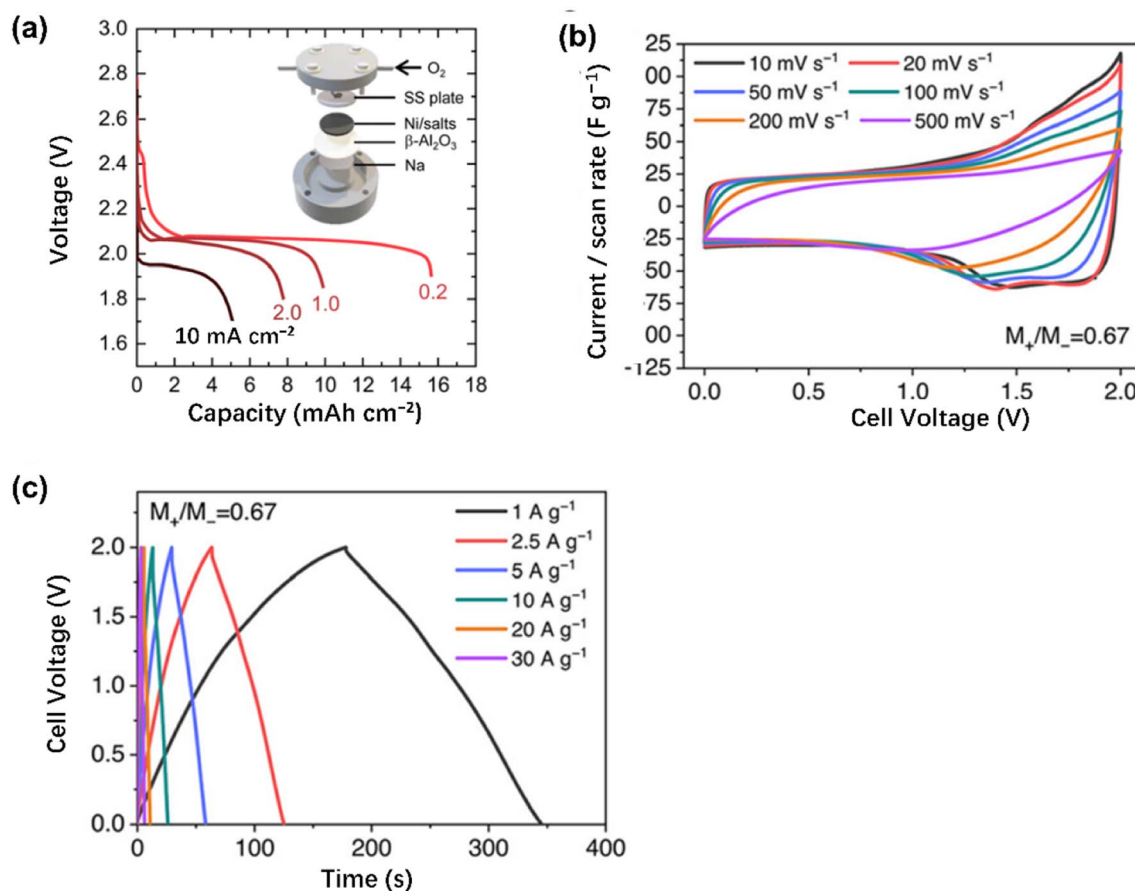 (a)
3.0
2.8
2.6
2.4
2.2
2.0
1.8
1.6
Voltage (V)
O₂
SS plate
Ni/salts
β-Al₂O₃
Na
0.2
1.0
2.0
10 mA cm⁻²
0 2 4 6 8 10 12 14 16 18
Capacity (mAh cm⁻²)
(b)
25
00
75
50
25
0
-25
50
75
00
-125
Current / scan rate (F g⁻¹)
10 mV s⁻¹ 20 mV s⁻¹
50 mV s⁻¹ 100 mV s⁻¹
200 mV s⁻¹ 500 mV s⁻¹
M₊/M₋=0.67
0.0 0.5 1.0 1.5 2.0
Cell Voltage (V)
(c)
2.0
1.5
1.0
0.5
0.0
Cell Voltage (V)
M₊/M₋=0.67
1 A g⁻¹
2.5 A g⁻¹
5 A g⁻¹
10 A g⁻¹
20 A g⁻¹
30 A g⁻¹
0 100 200 300 400
Time (s)